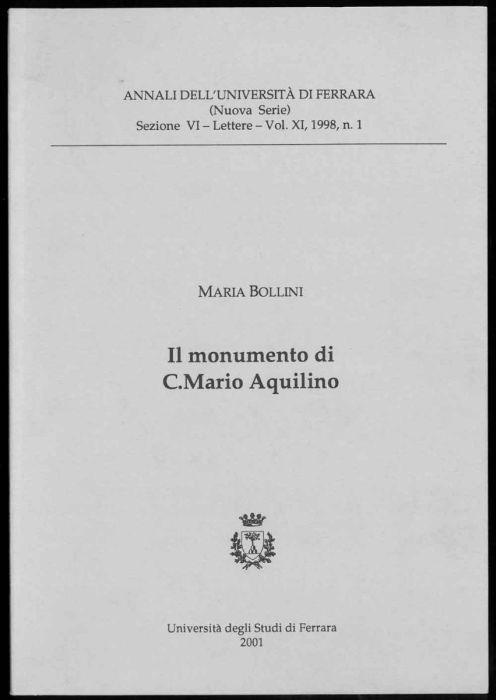 ANNALI DELL'UNIVERSITÀ DI FERRARA
(Nuova Serie)
Sezione VI – Lettere – Vol. XI, 1998, n. 1
MARIA BOLLINI
Il monumento di
C.Mario Aquilino
Università degli Studi di Ferrara
2001